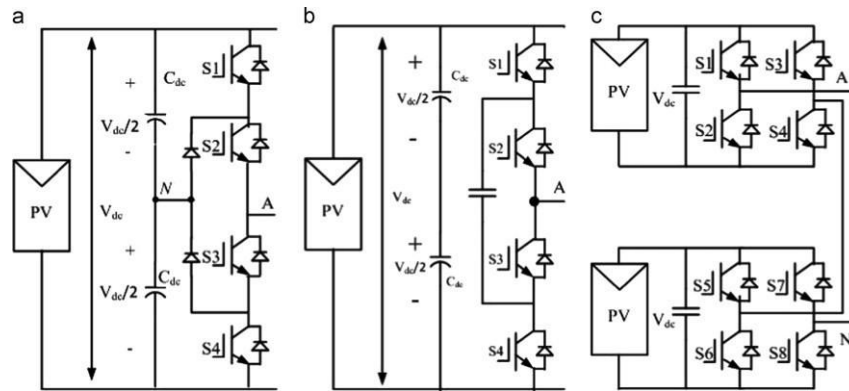 a
PV
V_dc
+
C_dc
V_dc/2
-
N
+
C_dc
V_dc/2
-
S1
S2
A
S3
S4
b
PV
V_dc
+
C_dc
V_dc/2
-
+
V_dc/2
C_dc
-
S1
S2
A
S3
S4
c
PV
V_dc
S1
S3
A
S2
S4
PV
V_dc
S5
S7
N
S6
S8